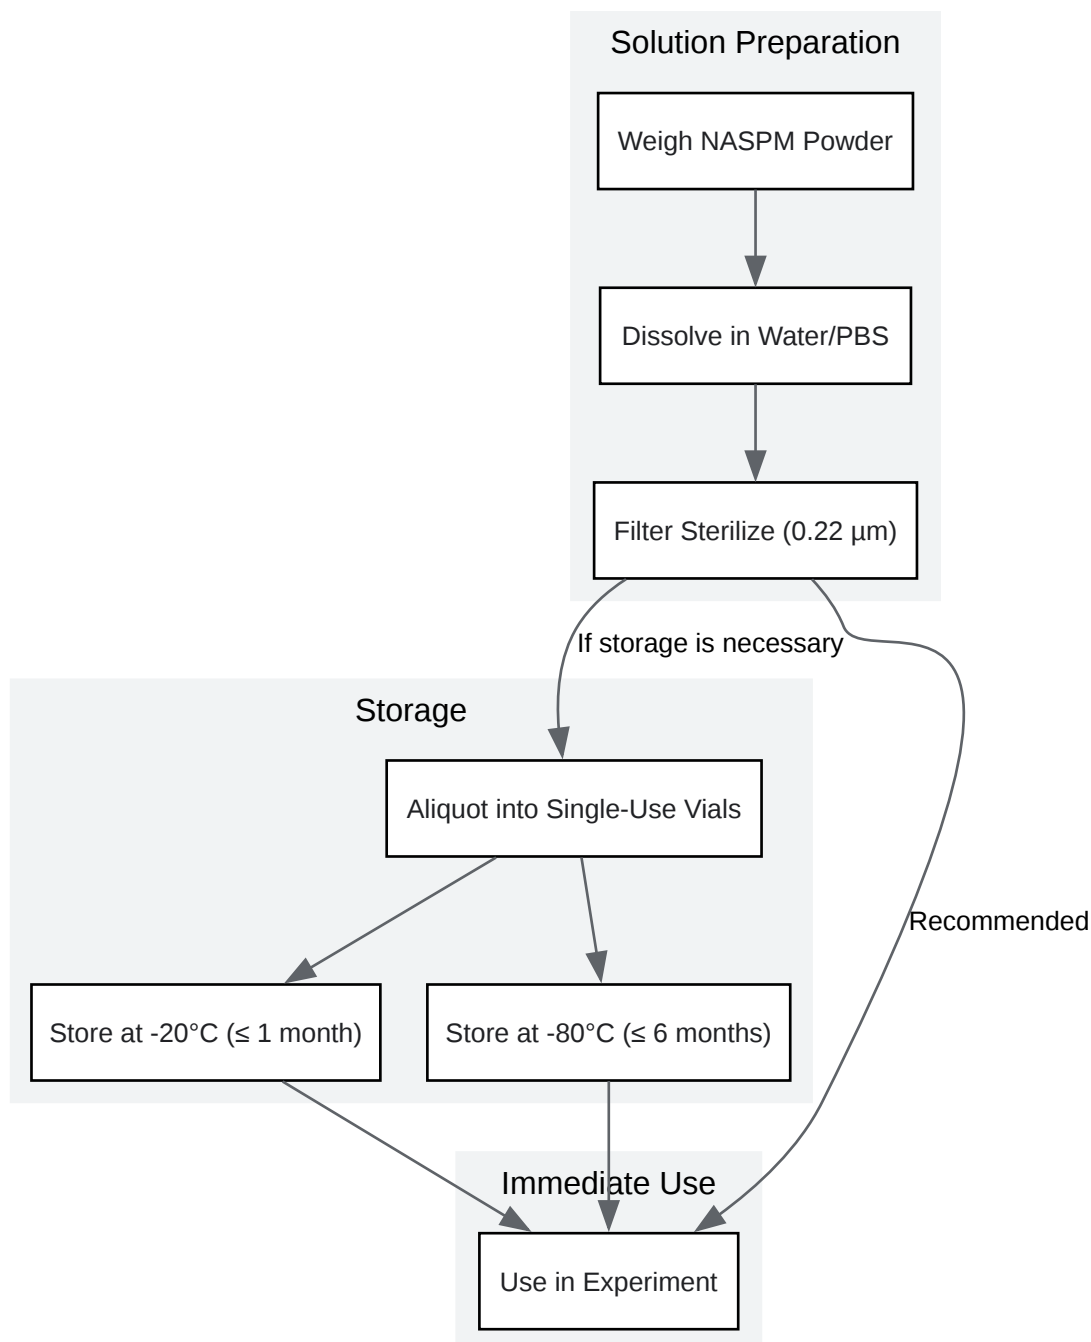 Solution Preparation
Weigh NASPM Powder
Dissolve in Water/PBS
Filter Sterilize (0.22 µm)
If storage is necessary
Storage
Aliquot into Single-Use Vials
Recommended
Store at -20°C (≤ 1 month)
Store at -80°C (≤ 6 months)
Immediate Use
Use in Experiment